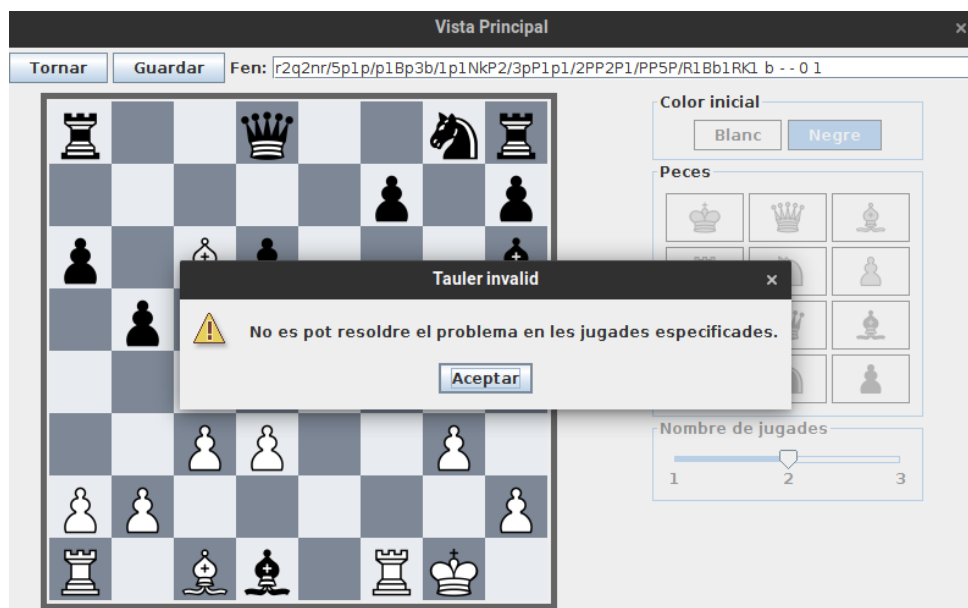 Vista Principal
Tornar Guardar Fen: r2q2nr/5p1p/p1Bp3b/1p1NkP2/3pP1p1/2PP2P1/PP5P/R1Bb1RK1 b - - 0 1
Color inicial
Blanc Negre
Peces
Tauler invalid
No es pot resoldre el problema en les jugades especificades.
Aceptar
Nombre de jugades
1 2 3